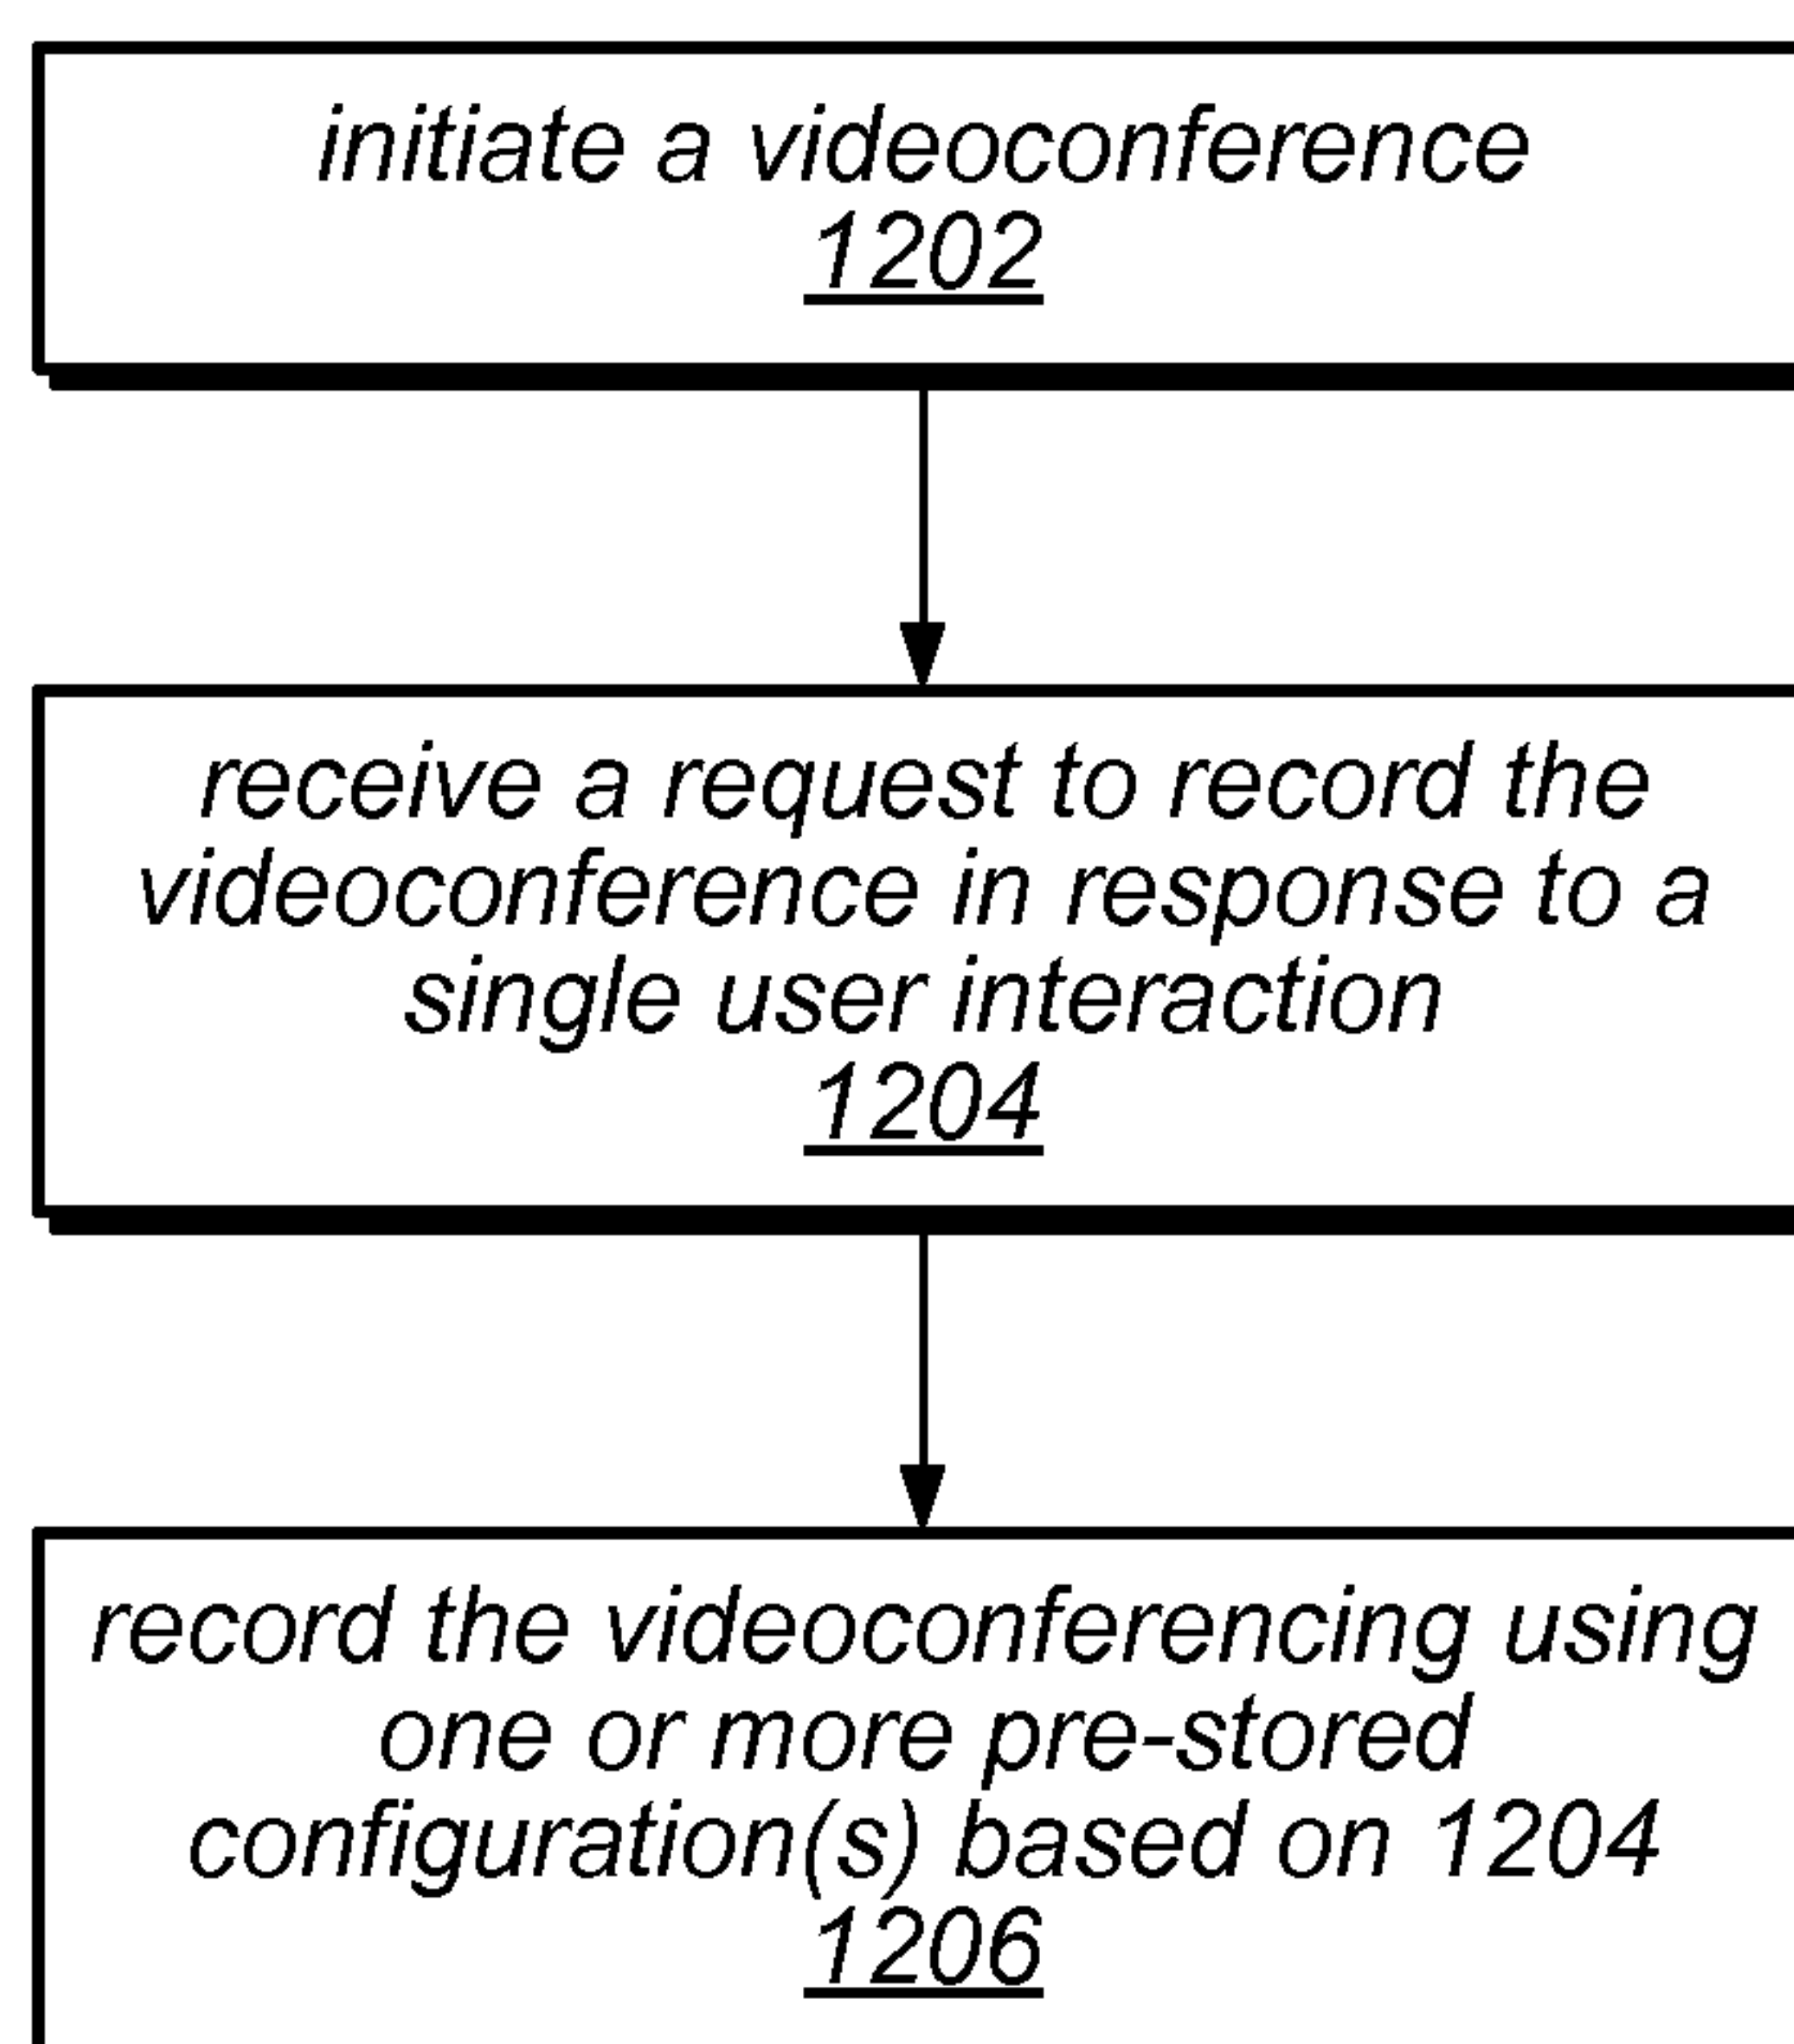 initiate a videoconference
1202
receive a request to record the
videoconference in response to a
single user interaction
1204
record the videoconferencing using
one or more pre-stored
configuration(s) based on 1204
1206